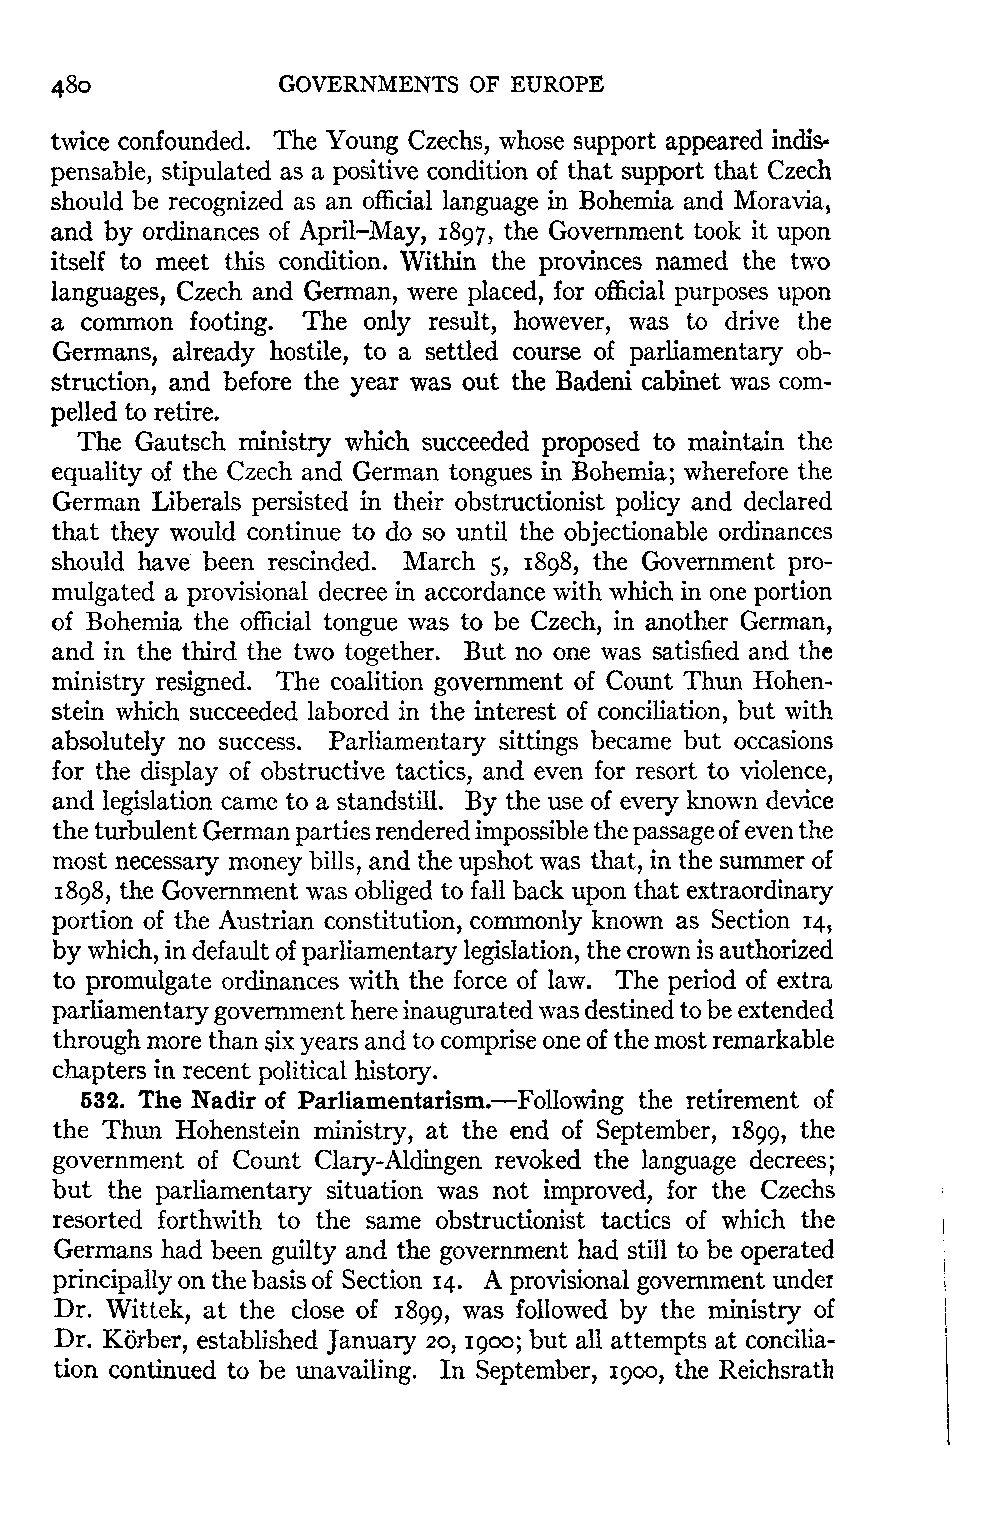 480 GOVERNMENTS OF EUROPE
twice confounded. The Young Czechs, whose support appeared indis-
pensable, stipulated as a positive condition of that support that Czech
should be recognized as an official language in Bohemia and Moravia,
and by ordinances of April–May, 1897, the Government took it upon
itself to meet this condition. Within the provinces named the two
languages, Czech and German, were placed, for official purposes upon
a common footing. The only result, however, was to drive the
Germans, already hostile, to a settled course of parliamentary ob-
struction, and before the year was out the Badeni cabinet was com-
pelled to retire.
The Gautsch ministry which succeeded proposed to maintain the
equality of the Czech and German tongues in Bohemia; wherefore the
German Liberals persisted in their obstructionist policy and declared
that they would continue to do so until the objectionable ordinances
should have been rescinded. March 5, 1898, the Government pro-
mulgated a provisional decree in accordance with which in one portion
of Bohemia the official tongue was to be Czech, in another German,
and in the third the two together. But no one was satisfied and the
ministry resigned. The coalition government of Count Thun Hohen-
stein which succeeded labored in the interest of conciliation, but with
absolutely no success. Parliamentary sittings became but occasions
for the display of obstructive tactics, and even for resort to violence,
and legislation came to a standstill. By the use of every known device
the turbulent German parties rendered impossible the passage of even the
most necessary money bills, and the upshot was that, in the summer of
1898, the Government was obliged to fall back upon that extraordinary
portion of the Austrian constitution, commonly known as Section 14,
by which, in default of parliamentary legislation, the crown is authorized
to promulgate ordinances with the force of law. The period of extra
parliamentary government here inaugurated was destined to be extended
through more than six years and to comprise one of the most remarkable
chapters in recent political history.
532. The Nadir of Parliamentarism.—Following the retirement of
the Thun Hohenstein ministry, at the end of September, 1899, the
government of Count Clary-Aldingen revoked the language decrees;
but the parliamentary situation was not improved, for the Czechs
resorted forthwith to the same obstructionist tactics of which the
Germans had been guilty and the government had still to be operated
principally on the basis of Section 14. A provisional government under
Dr. Wittek, at the close of 1899, was followed by the ministry of
Dr. Körber, established January 20, 1900; but all attempts at concilia-
tion continued to be unavailing. In September, 1900, the Reichsrath